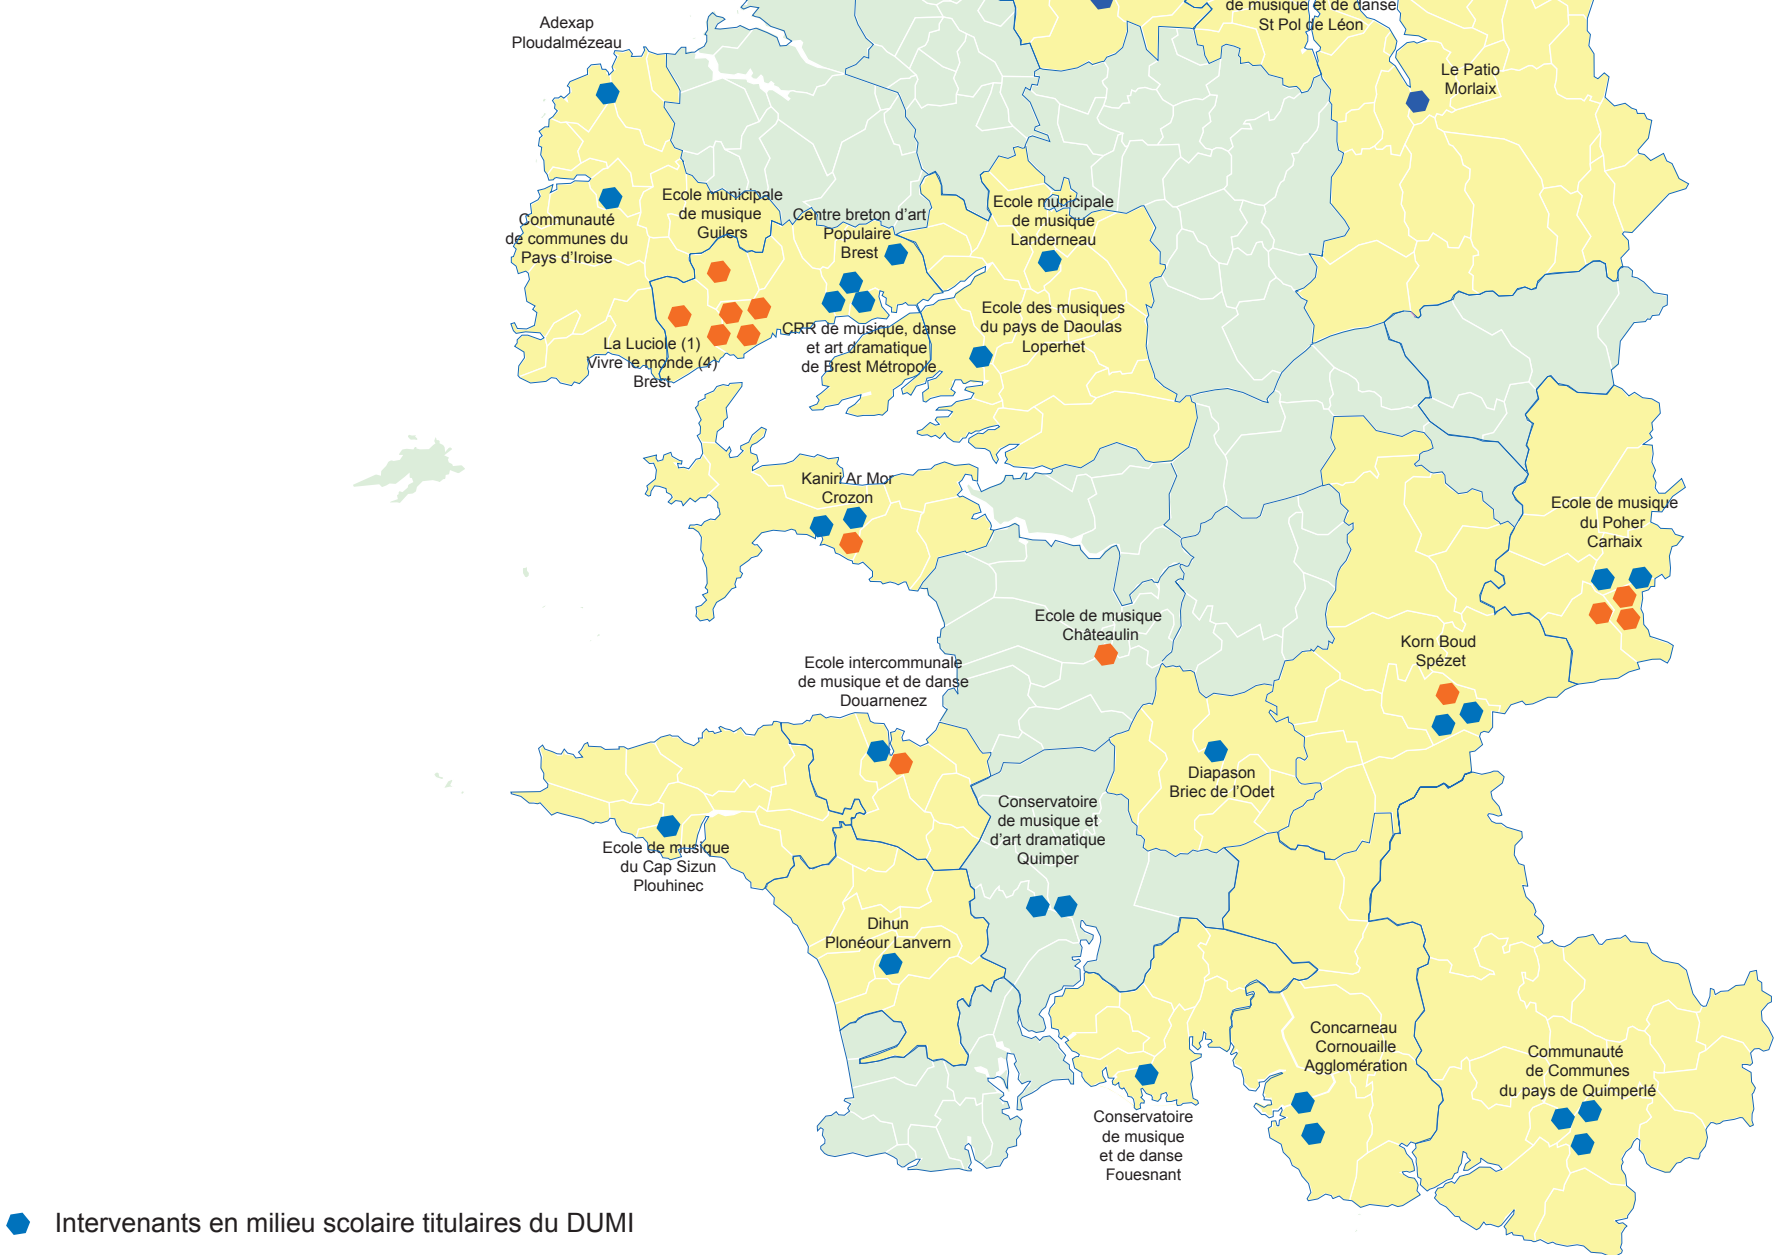 de musique et de danse
St Pol de Léon
Adexap
Ploudalmézeau
Le Patio
Morlaix
Ecole municipale
de musique
Guilers
Centre breton d'art
Populaire
Brest
Ecole municipale
de musique
Landerneau
Communauté
de communes du
Pays d'Iroise
Ecole des musiques
du pays de Daoulas
Loperhet
CRR de musique, danse
et art dramatique
de Brest Métropole
La Luciole (1)
Vivre le monde (4)
Brest
Kaniri Ar Mor
Crozon
Ecole de musique
du Poher
Carhaix
Ecole de musique
Châteaulin
Korn Boud
Spézet
Ecole intercommunale
de musique et de danse
Douarnenez
Diapason
Briec de l'Odet
Conservatoire
de musique et
d'art dramatique
Quimper
Ecole de musique
du Cap Sizun
Plouhinec
Dihun
Plonéour Lanvern
Concarneau
Cornouaille
Agglomération
Communauté
de Communes
du pays de Quimperlé
Conservatoire
de musique
et de danse
Fouesnant
Intervenants en milieu scolaire titulaires du DUMI